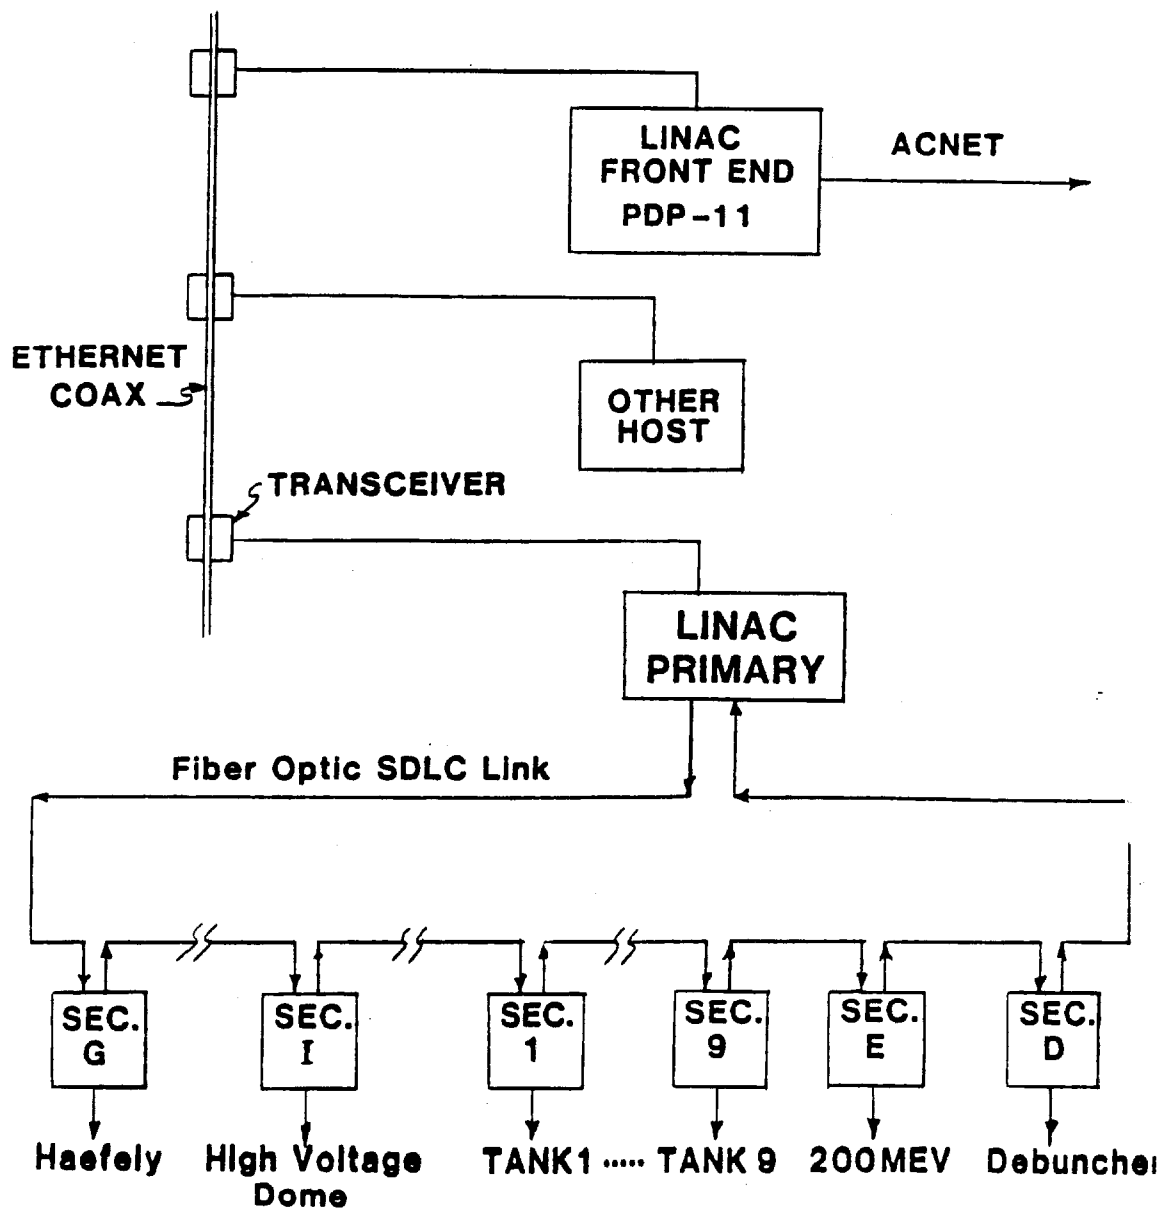 LINAC
FRONT END
PDP-11
ACNET
ETHERNET
COAX
OTHER
HOST
TRANSCEIVER
LINAC
PRIMARY
Fiber Optic SDLC Link
SEC.
G
SEC.
I
SEC.
1
SEC.
9
SEC.
E
SEC.
D
Haefely
High Voltage
Dome
TANK1 ..... TANK 9
200MEV
Debuncher